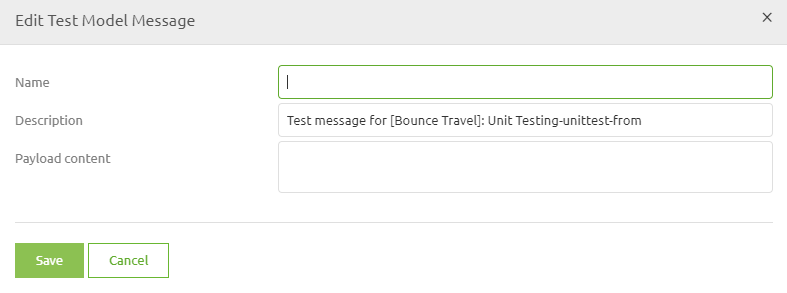 Edit Test Model Message
Name
Description
Test message for [Bounce Travel]: Unit Testing-unittest-from
Payload content
Save
Cancel